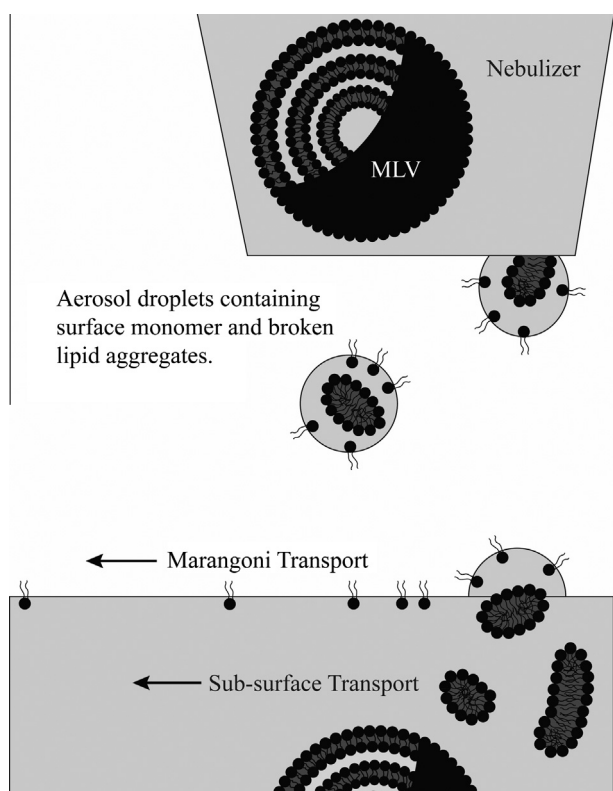 Nebulizer
MLV
Aerosol droplets containing
surface monomer and broken
lipid aggregates.
Marangoni Transport
Sub-surface Transport